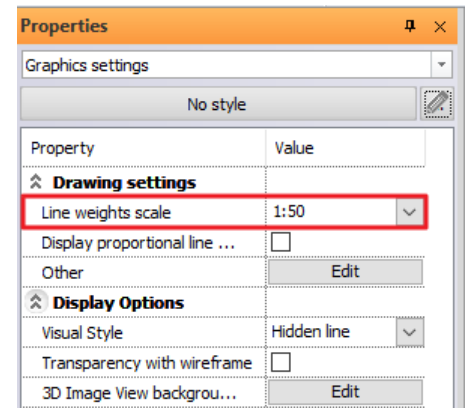 Properties
Graphics settings
No style
Property Value
Drawing settings
Line weights scale 1:50
Display proportional line ...
Other Edit
Display Options
Visual Style Hidden line
Transparency with wireframe
3D Image View backgrou... Edit